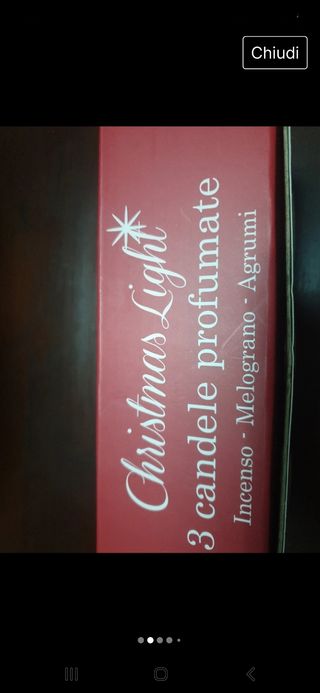 Chiudi
Christmas Light
3 candele profumate
Incenso - Melograno - Agrumi